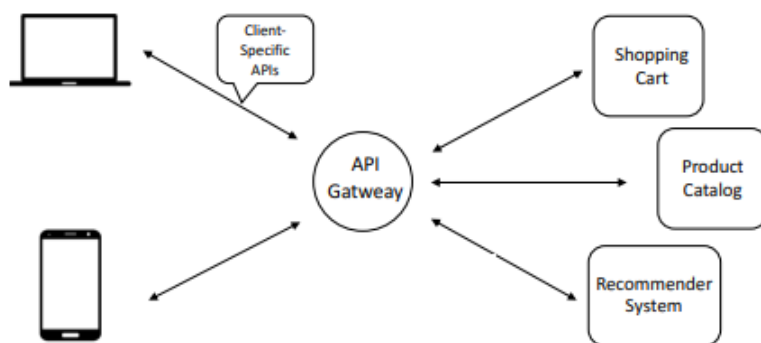 Client-
Specific
APIs
Shopping
Cart
API
Gatweay
Product
Catalog
Recommender
System